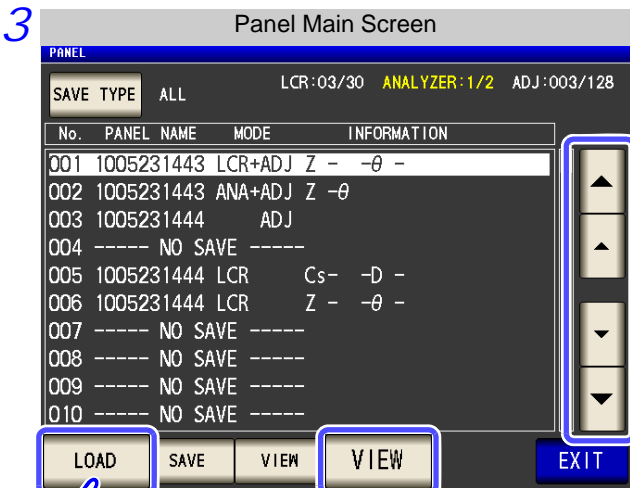 3
Panel Main Screen
PANEL
SAVE TYPE ALL LCR:03/30 ANALYZER:1/2 ADJ:003/128
No. PANEL NAME MODE INFORMATION
001 1005231443 LCR+ADJ Z - -θ -
002 1005231443 ANA+ADJ Z -θ
003 1005231444 ADJ
004 ----- NO SAVE -----
005 1005231444 LCR Cs- -D -
006 1005231444 LCR Z - -θ -
007 ----- NO SAVE -----
008 ----- NO SAVE -----
009 ----- NO SAVE -----
010 ----- NO SAVE -----
LOAD SAVE VIEW VIEW EXIT